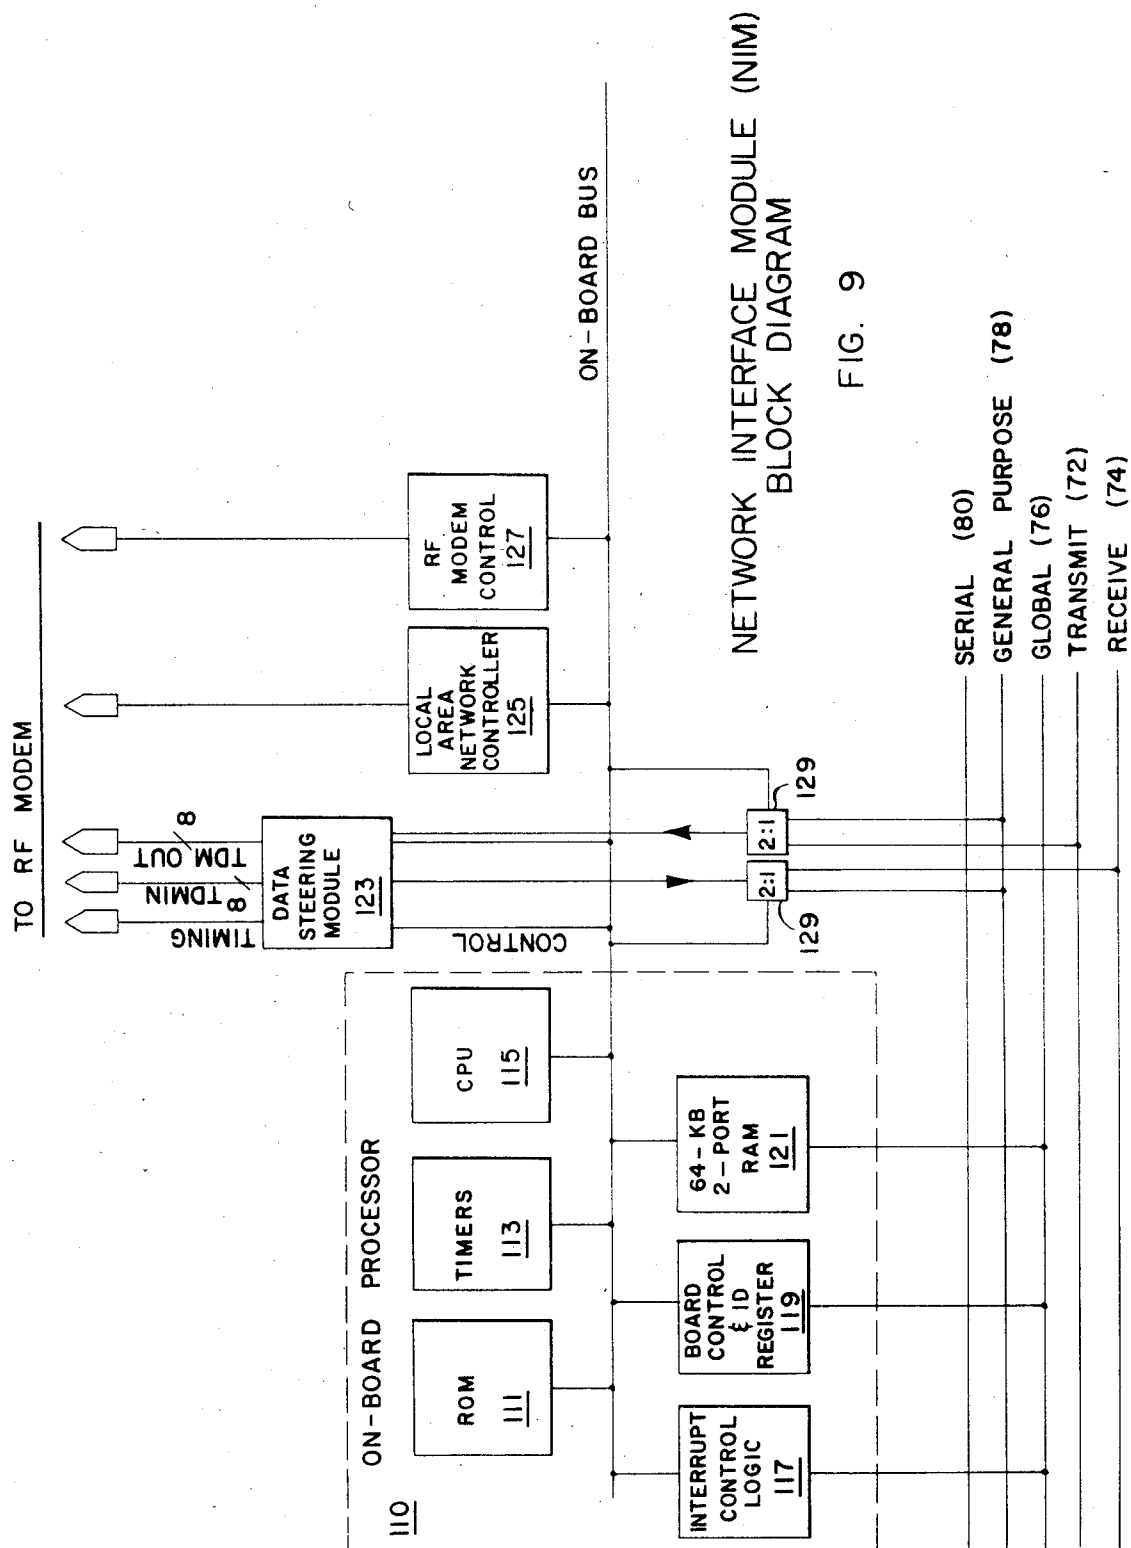 TO RF MODEM
TIMING
TDMIN
8
TDM OUT
8
DATA
STEERING
MODULE
123
LOCAL
AREA
NETWORK
CONTROLLER
125
RF
MODEM
CONTROL
127
110
ON-BOARD PROCESSOR
ROM
111
TIMERS
113
CPU
115
CONTROL
ON-BOARD BUS
INTERRUPT
CONTROL
LOGIC
117
BOARD
CONTROL
& ID
REGISTER
119
64-KB
2-PORT
RAM
121
2:1
129
2:1
129
NETWORK INTERFACE MODULE (NIM)
BLOCK DIAGRAM
FIG. 9
SERIAL (80)
GENERAL PURPOSE (78)
GLOBAL (76)
TRANSMIT (72)
RECEIVE (74)